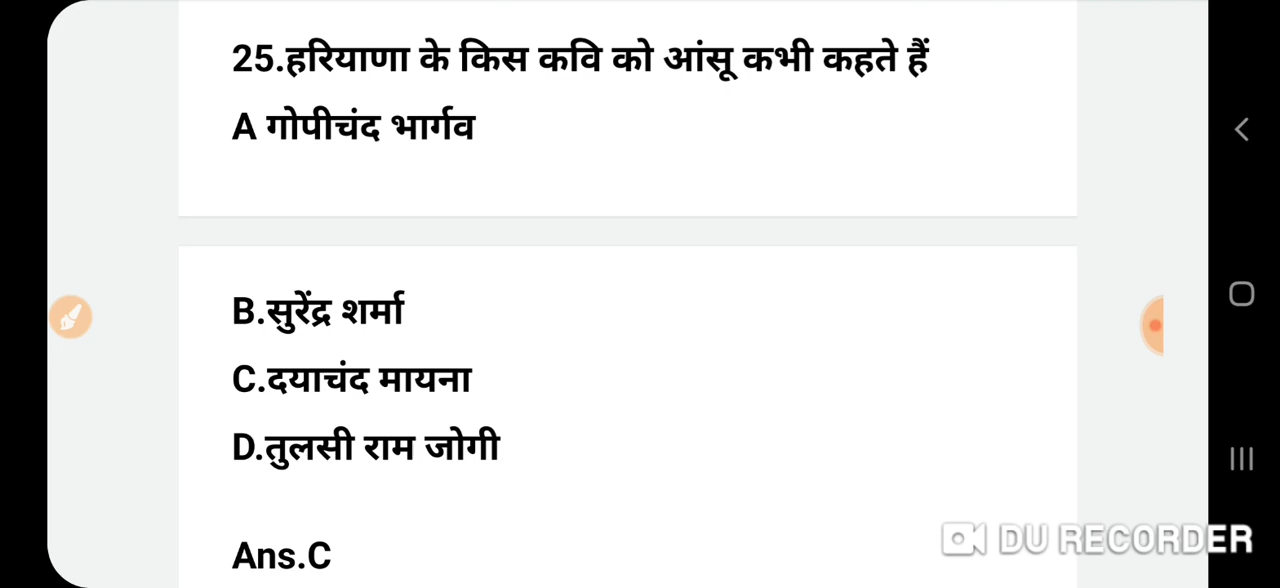 25.हरियाणा के किस कवि को आंसू कभी कहते हैं
A गोपीचंद भार्गव
B.सुरेंद्र शर्मा
C.दयाचंद मायना
D.तुलसी राम जोगी
Ans.C
DU RECORDER